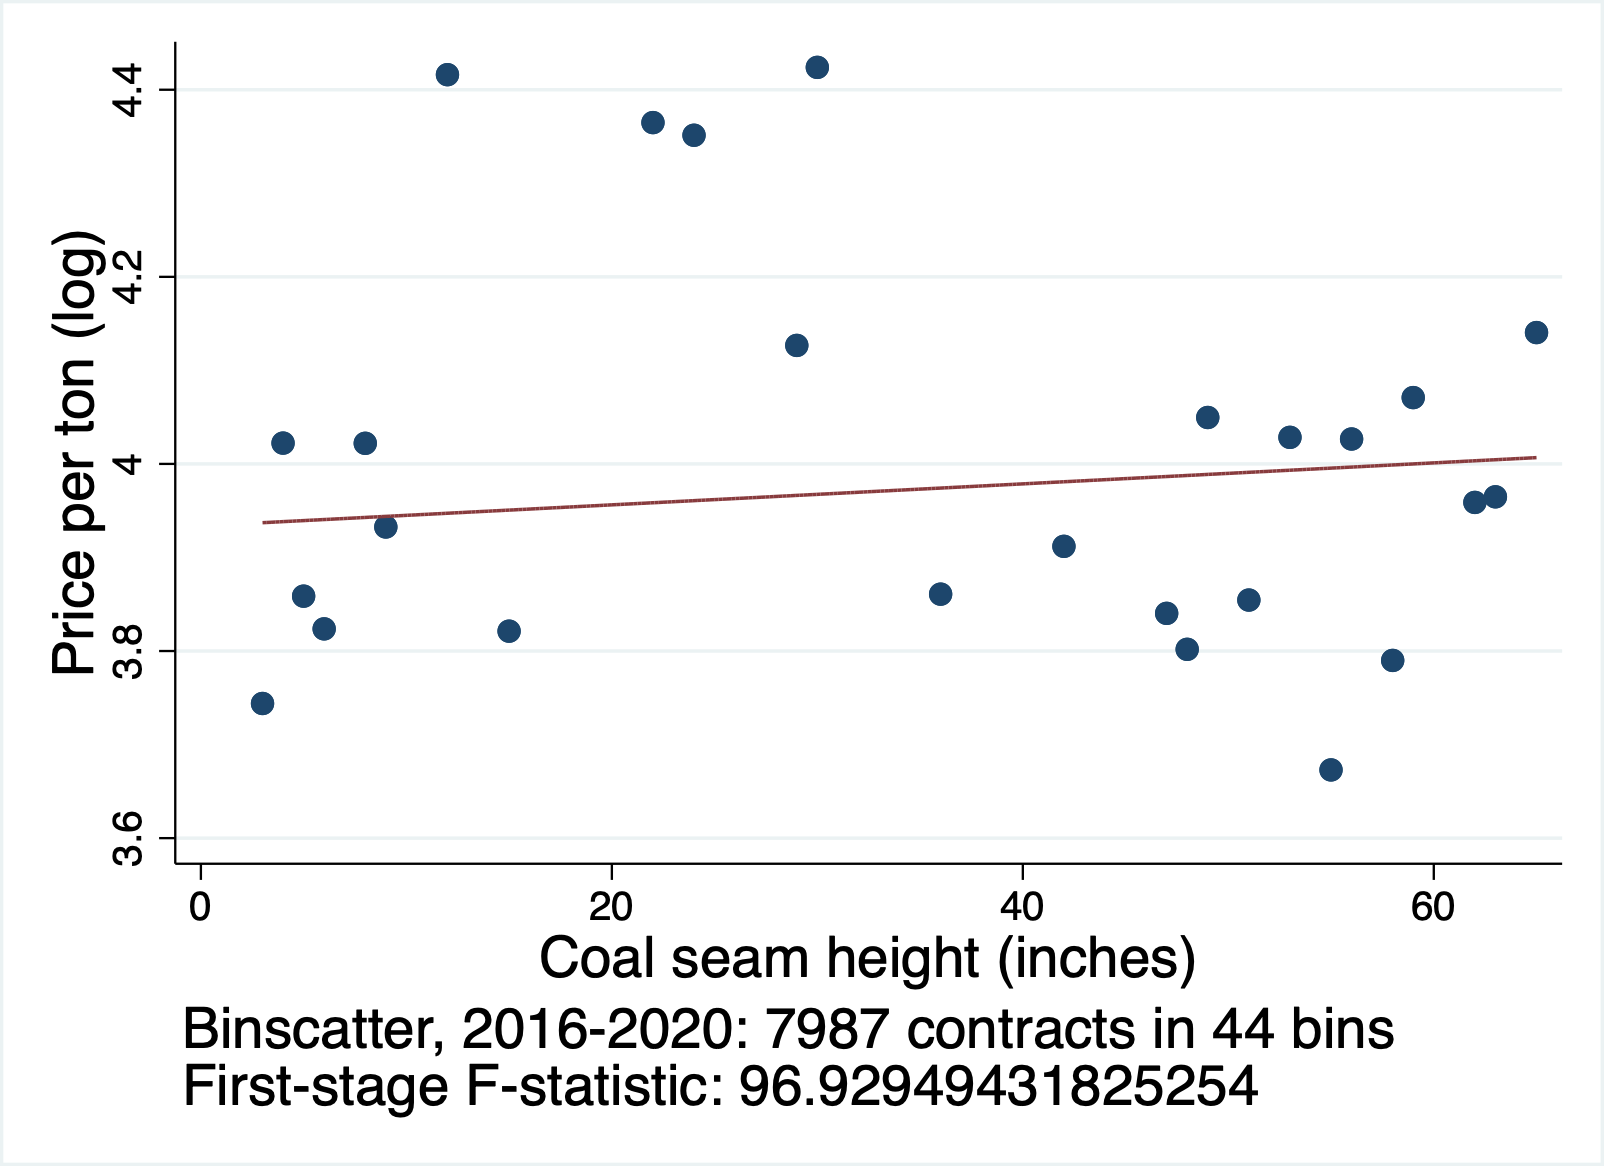 4.4
4.2
4
3.8
3.6
Price per ton (log)
0 20 40 60
Coal seam height (inches)
Binscatter, 2016-2020: 7987 contracts in 44 bins
First-stage F-statistic: 96.92949431825254